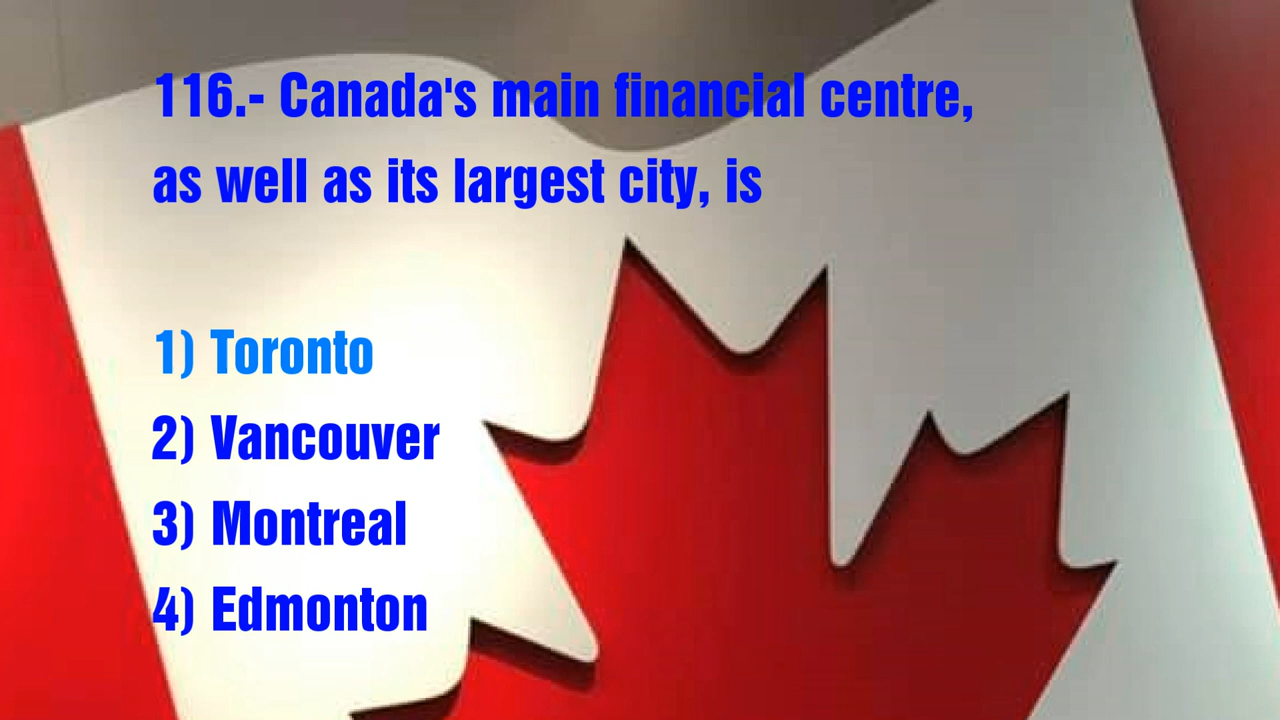 116.- Canada's main financial centre,
as well as its largest city, is
1) Toronto
2) Vancouver
3) Montreal
4) Edmonton